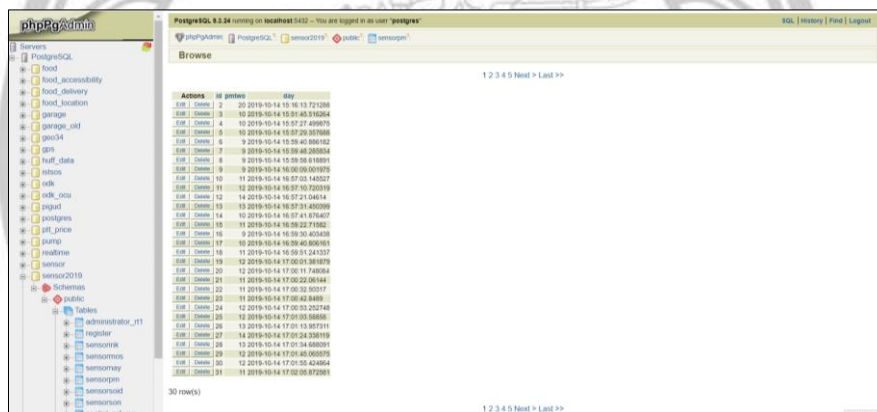 phpPgAdmin
PostgreSQL 9.2.24 running on localhost:5432 -- You are logged in as user "postgres"
SQL | History | Find | Logout
phpPgAdmin PostgreSQL sensor2019 public sensorpm
Browse
1 2 3 4 5 Next > Last >>
Servers
PostgreSQL
food
food_accessibility
food_delivery
food_location
garage
garage_old
geo34
gps
huff_data
istsos
odk
odk_ocu
pigud
postgres
ptt_price
pump
realtime
sensor
sensor2019
Schemas
public
Tables
administrator_rt1
register
sensorink
sensormos
sensornay
sensorpm
sensorsoid
sensorson
Actions id pmtwo day
Edit Delete 2 20 2019-10-14 15:16:13.721288
Edit Delete 3 10 2019-10-14 15:51:45.516264
Edit Delete 4 10 2019-10-14 15:57:27.499875
Edit Delete 5 10 2019-10-14 15:57:29.357688
Edit Delete 6 9 2019-10-14 15:59:40.886182
Edit Delete 7 9 2019-10-14 15:59:48.265834
Edit Delete 8 9 2019-10-14 15:59:58.618891
Edit Delete 9 9 2019-10-14 16:00:09.001975
Edit Delete 10 11 2019-10-14 16:57:03.145527
Edit Delete 11 12 2019-10-14 16:57:10.720319
Edit Delete 12 14 2019-10-14 16:57:21.04614
Edit Delete 13 13 2019-10-14 16:57:31.450399
Edit Delete 14 10 2019-10-14 16:57:41.876407
Edit Delete 15 11 2019-10-14 16:59:22.71582
Edit Delete 16 9 2019-10-14 16:59:30.403438
Edit Delete 17 10 2019-10-14 16:59:40.806161
Edit Delete 18 11 2019-10-14 16:59:51.241337
Edit Delete 19 12 2019-10-14 17:00:01.381879
Edit Delete 20 12 2019-10-14 17:00:11.748084
Edit Delete 21 11 2019-10-14 17:00:22.06144
Edit Delete 22 11 2019-10-14 17:00:32.50317
Edit Delete 23 11 2019-10-14 17:00:42.8489
Edit Delete 24 12 2019-10-14 17:00:53.252748
Edit Delete 25 12 2019-10-14 17:01:03.58856
Edit Delete 26 13 2019-10-14 17:01:13.957311
Edit Delete 27 14 2019-10-14 17:01:24.338119
Edit Delete 28 13 2019-10-14 17:01:34.688091
Edit Delete 29 12 2019-10-14 17:01:45.065575
Edit Delete 30 12 2019-10-14 17:01:55.424864
Edit Delete 31 11 2019-10-14 17:02:05.872581
30 row(s)
1 2 3 4 5 Next > Last >>